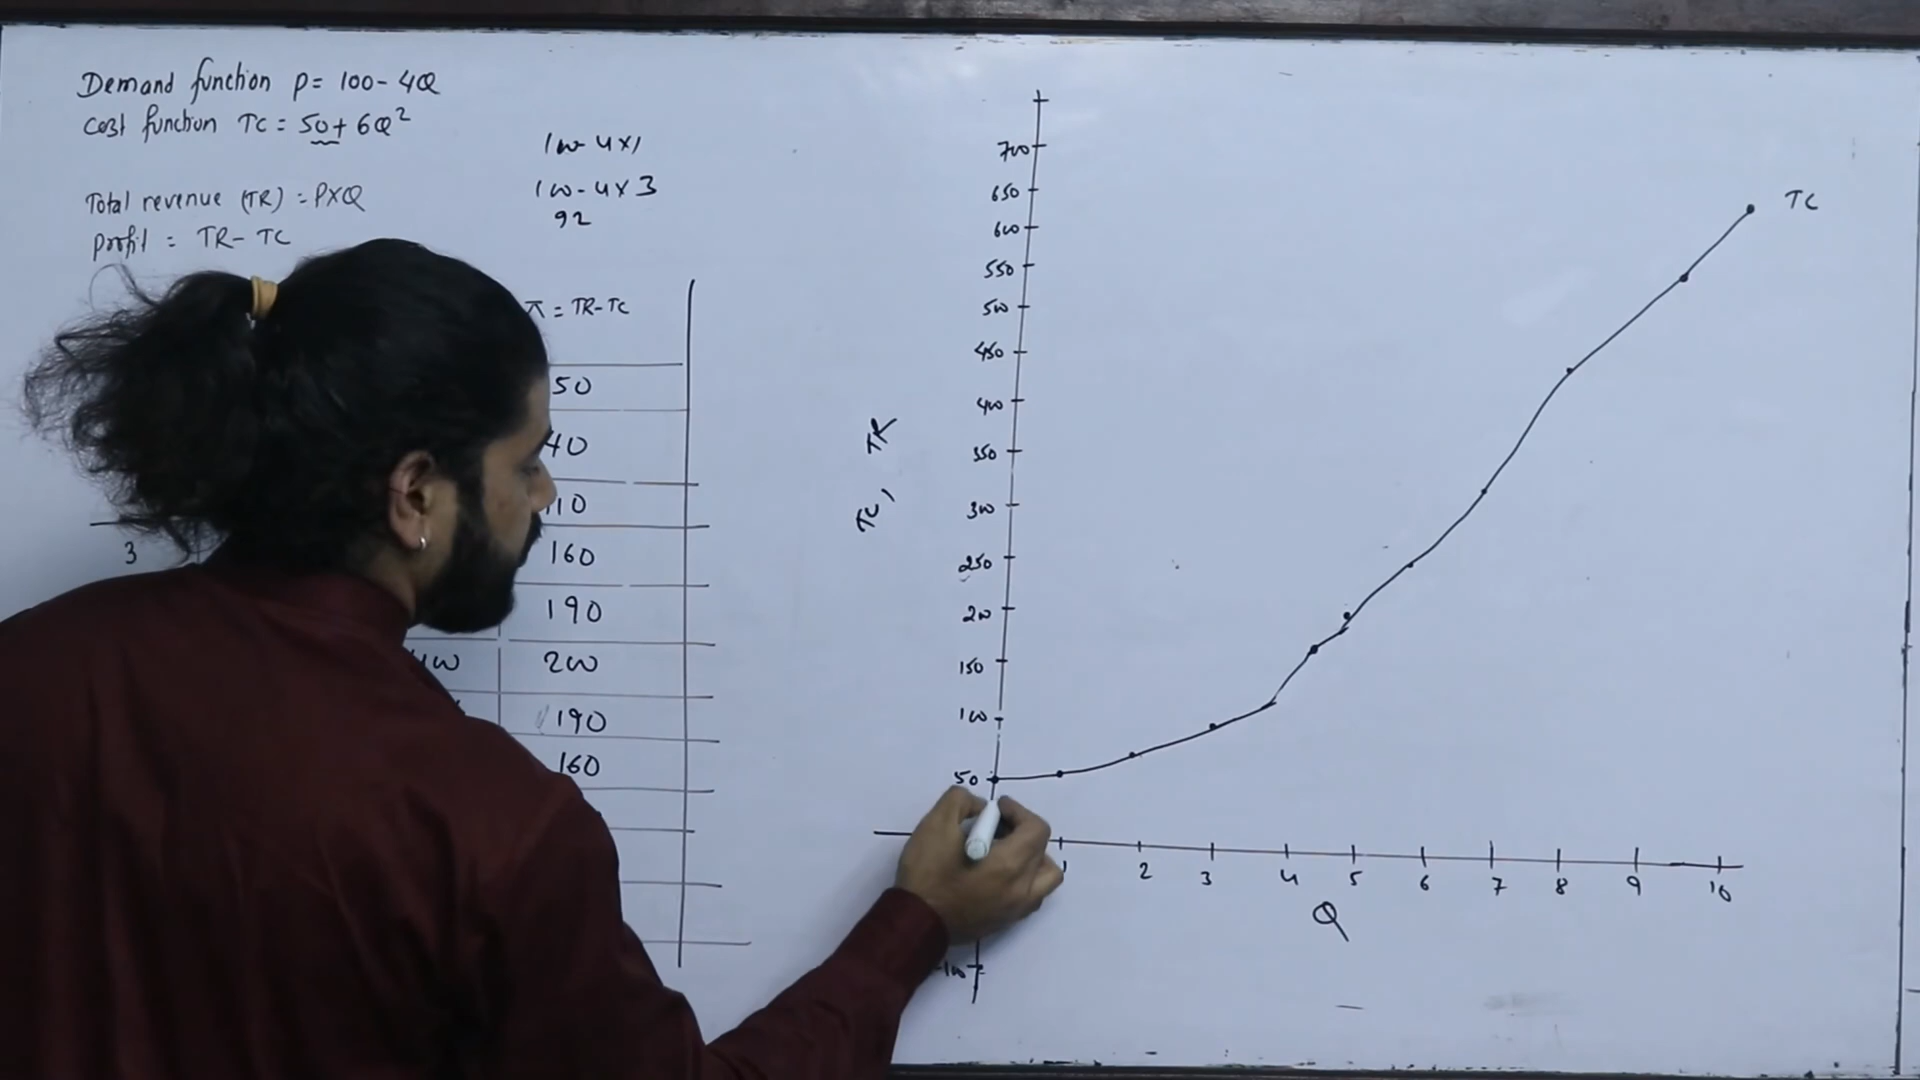 Demand function P = 100 - 4Q
Cost function TC = 50 + 6Q²
100 - 4×1
100 - 4×3
92
Total revenue (TR) = P×Q
profit = TR - TC
π = TR - TC
50
40
110
3 160
190
200
190
160
TC, TR
700
650
600
550
500
450
400
350
300
250
200
150
100
50
-100
TC
1 2 3 4 5 6 7 8 9 10
Q